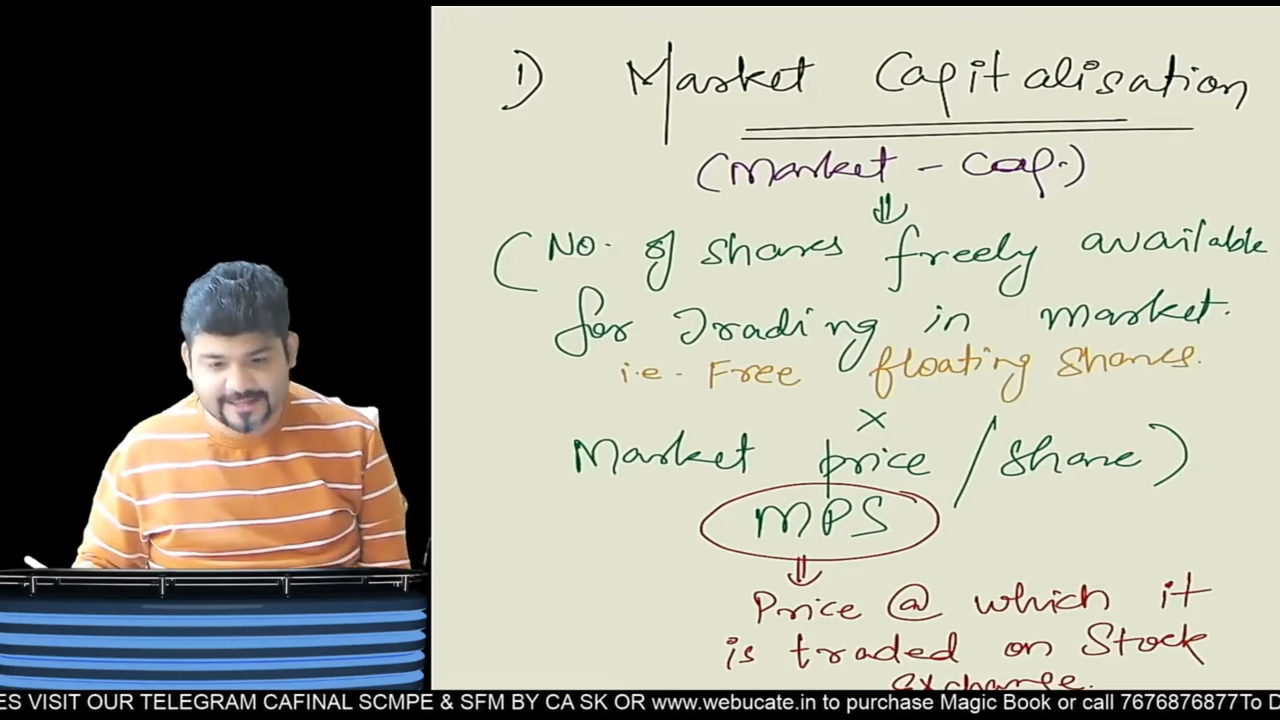 1) Market Capitalisation
(Market - Cap.)
(No. of shares freely available
for Trading in market.
i.e. Free floating shares.
×
Market price / share)
MPS
Price @ which it
is traded on Stock
exchange.
ES VISIT OUR TELEGRAM CAFINAL SCMPE & SFM BY CA SK OR www.webucate.in to purchase Magic Book or call 7676876877To D